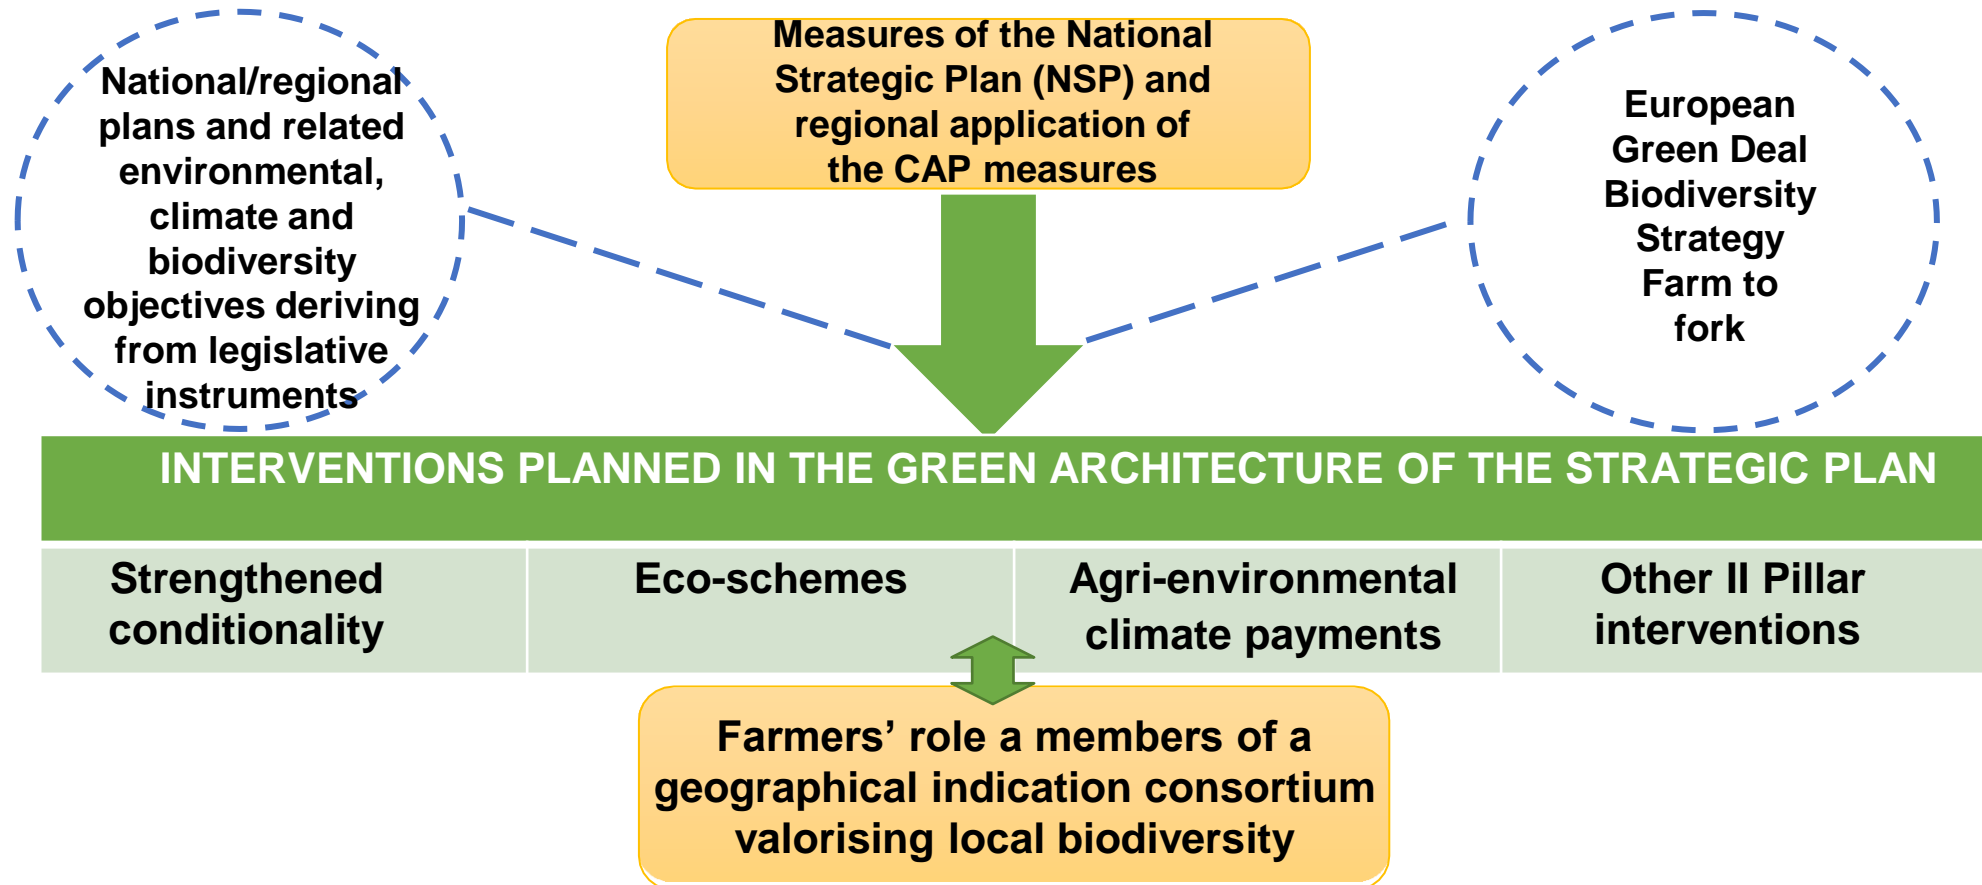 National/regional
plans and related
environmental,
climate and
biodiversity
objectives deriving
from legislative
instruments
Measures of the National
Strategic Plan (NSP) and
regional application of
the CAP measures
European
Green Deal
Biodiversity
Strategy
Farm to
fork
INTERVENTIONS PLANNED IN THE GREEN ARCHITECTURE OF THE STRATEGIC PLAN
Strengthened
conditionality
Eco-schemes
Agri-environmental
climate payments
Other II Pillar
interventions
Farmers’ role a members of a
geographical indication consortium
valorising local biodiversity